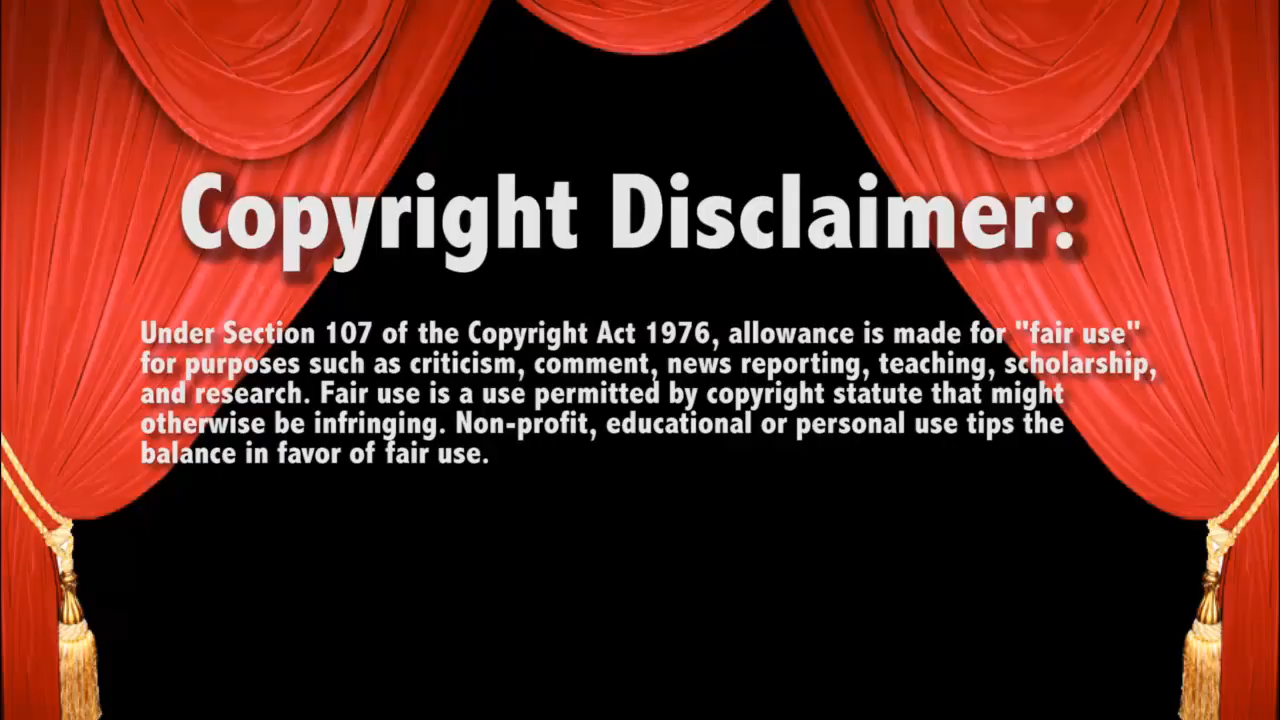 Copyright Disclaimer:
Under Section 107 of the Copyright Act 1976, allowance is made for "fair use"
for purposes such as criticism, comment, news reporting, teaching, scholarship,
and research. Fair use is a use permitted by copyright statute that might
otherwise be infringing. Non-profit, educational or personal use tips the
balance in favor of fair use.